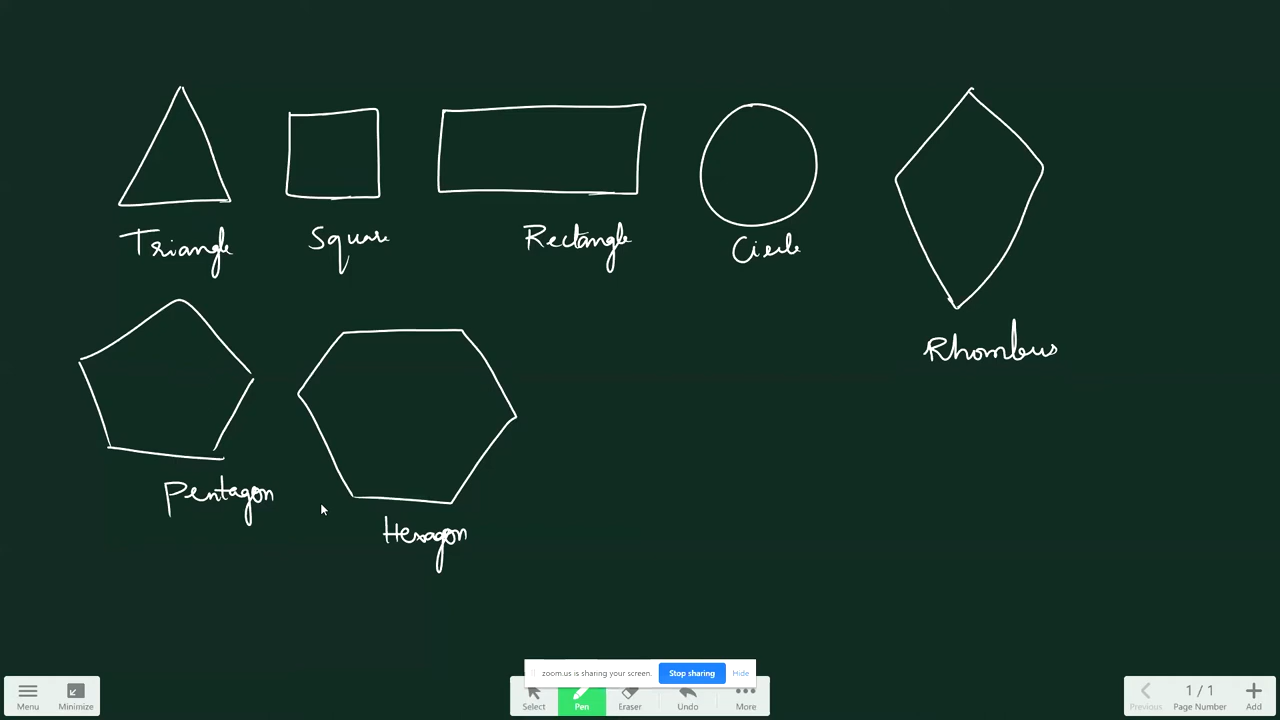 Triangle
Square
Rectangle
Circle
Rhombus
Pentagon
Hexagon
zoom.us is sharing your screen.
Stop sharing
Hide
Menu
Minimize
Select
Pen
Eraser
Undo
More
Previous
1 / 1
Page Number
Add